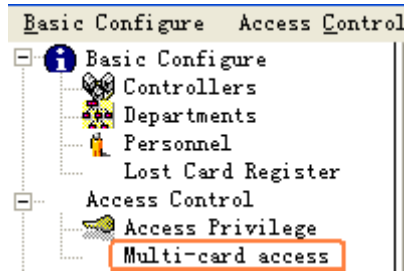 Basic Configure Access Control
Basic Configure
Controllers
Departments
Personnel
Lost Card Register
Access Control
Access Privilege
Multi-card access